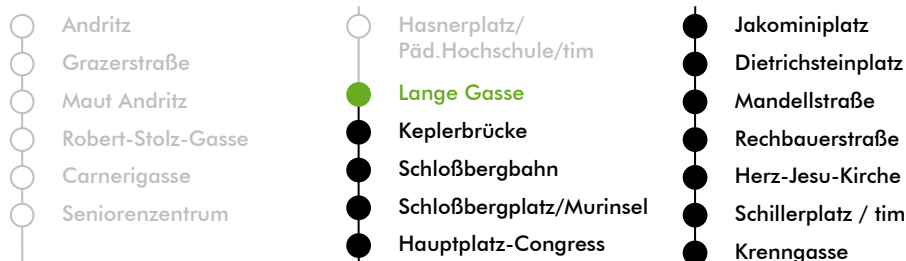 Andritz
Grazerstraße
Maut Andritz
Robert-Stolz-Gasse
Carnerigasse
Seniorenzentrum
Hasnerplatz/
Päd.Hochschule/tim
Lange Gasse
Keplerbrücke
Schloßbergbahn
Schloßbergplatz/Murinsel
Hauptplatz-Congress
Jakominiplatz
Dietrichsteinplatz
Mandellstraße
Rechbauerstraße
Herz-Jesu-Kirche
Schillerplatz / tim
Krenngasse